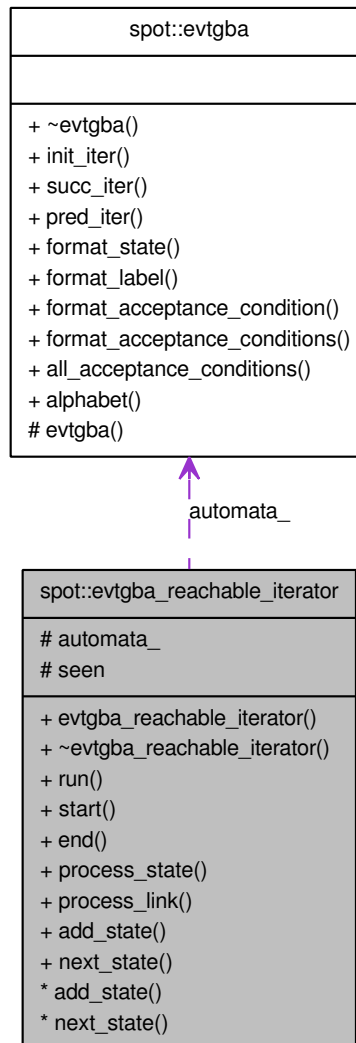 spot::evtgba
+ ~evtgba()
+ init_iter()
+ succ_iter()
+ pred_iter()
+ format_state()
+ format_label()
+ format_acceptance_condition()
+ format_acceptance_conditions()
+ all_acceptance_conditions()
+ alphabet()
# evtgba()
automata_
spot::evtgba_reachable_iterator
# automata_
# seen
+ evtgba_reachable_iterator()
+ ~evtgba_reachable_iterator()
+ run()
+ start()
+ end()
+ process_state()
+ process_link()
+ add_state()
+ next_state()
* add_state()
* next_state()